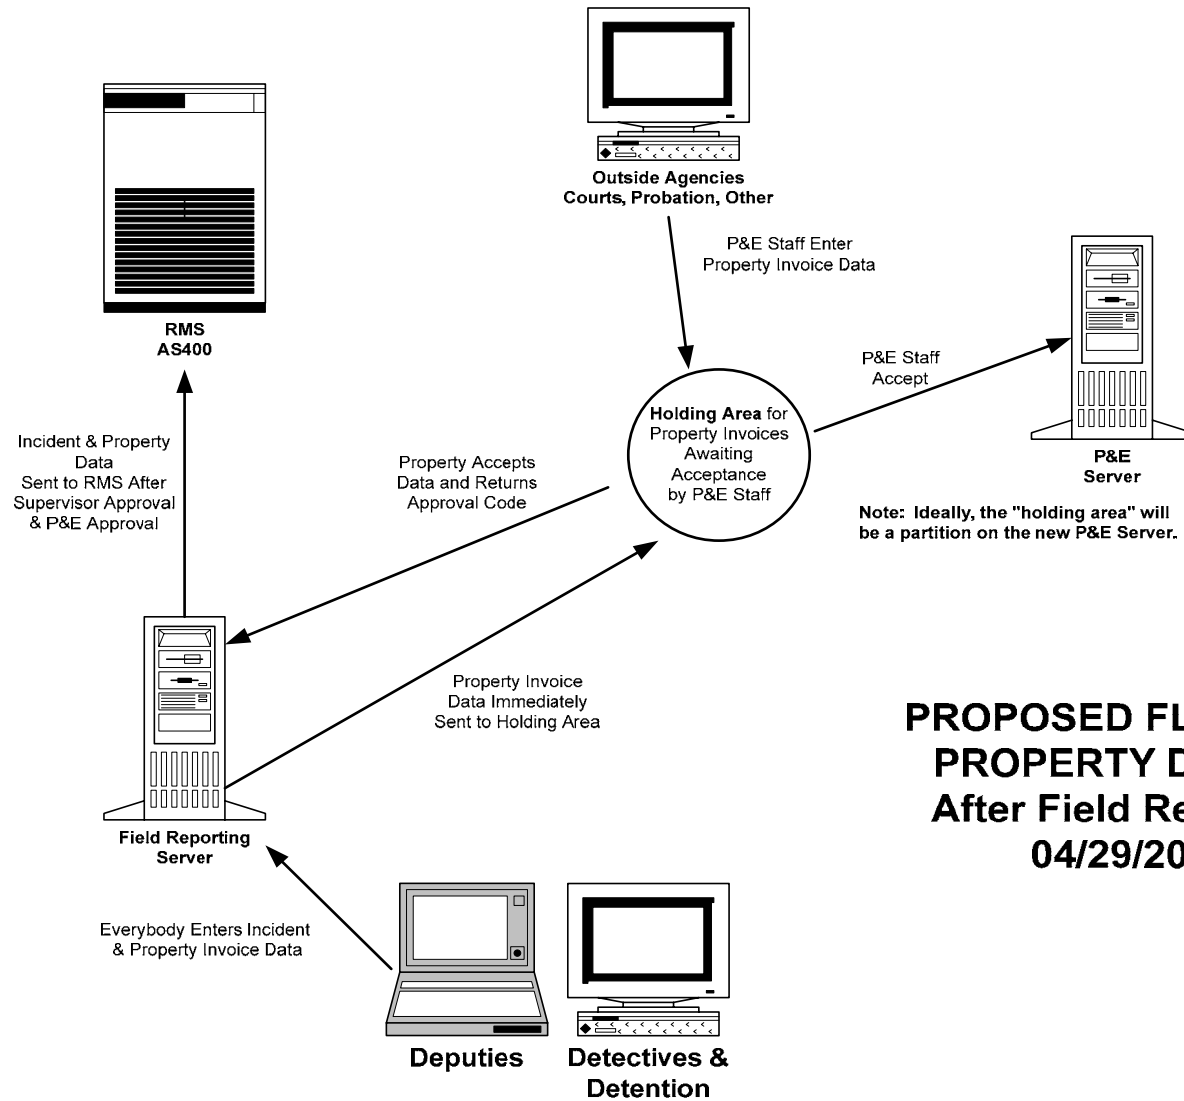 Outside Agencies
Courts, Probation, Other
P&E Staff Enter
Property Invoice Data
RMS
AS400
P&E Staff
Accept
Holding Area for
Property Invoices
Awaiting
Acceptance
by P&E Staff
Incident & Property
Data
Sent to RMS After
Supervisor Approval
& P&E Approval
Property Accepts
Data and Returns
Approval Code
P&E
Server
Note: Ideally, the "holding area" will
be a partition on the new P&E Server.
Property Invoice
Data Immediately
Sent to Holding Area
PROPOSED
PROPERTY
After Field
04/29/20
Field Reporting
Server
Everybody Enters Incident
& Property Invoice Data
Deputies
Detectives &
Detention